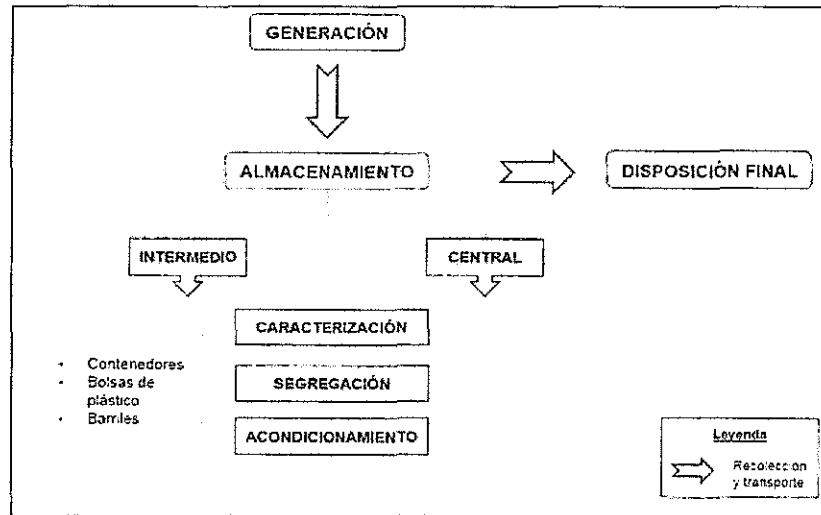 GENERACIÓN
ALMACENAMIENTO
DISPOSICIÓN FINAL
INTERMEDIO
CENTRAL
CARACTERIZACIÓN
• Contenedores
• Bolsas de
plástico
• Barriles
SEGREGACIÓN
ACONDICIONAMIENTO
Leyenda
Recolección
y transporte